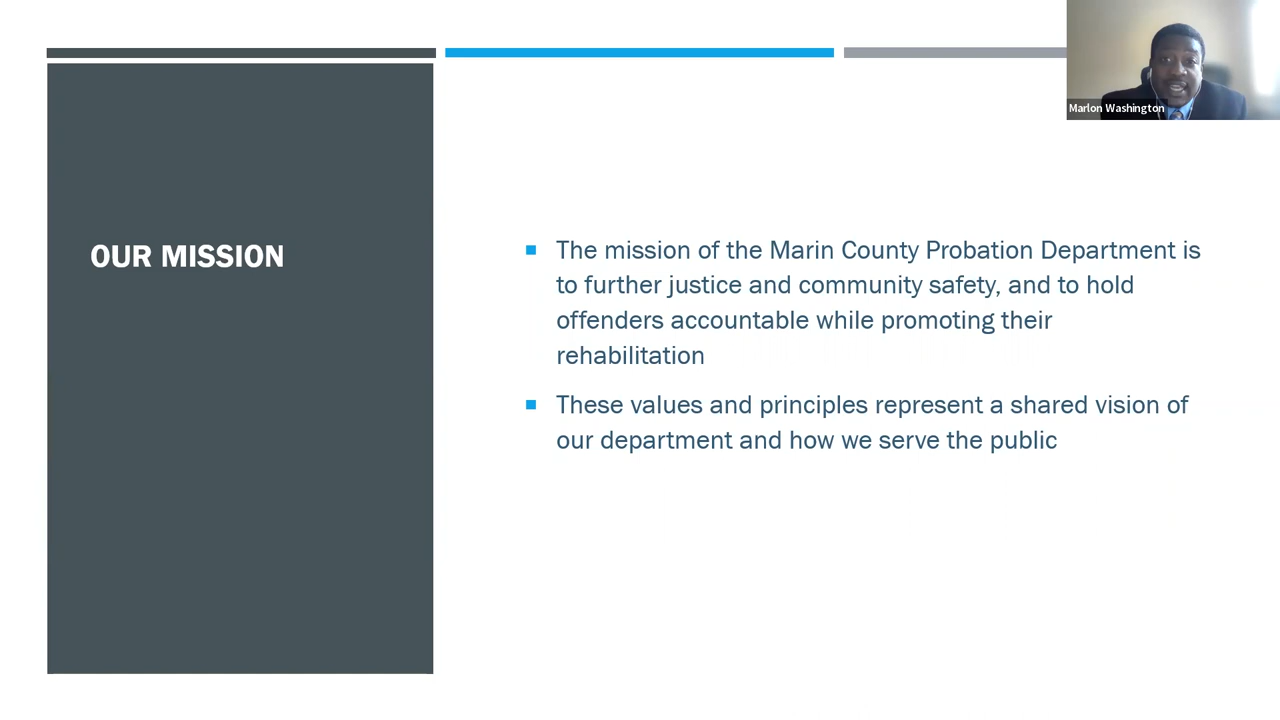 Marlon Washington
OUR MISSION
The mission of the Marin County Probation Department is
to further justice and community safety, and to hold
offenders accountable while promoting their
rehabilitation
These values and principles represent a shared vision of
our department and how we serve the public